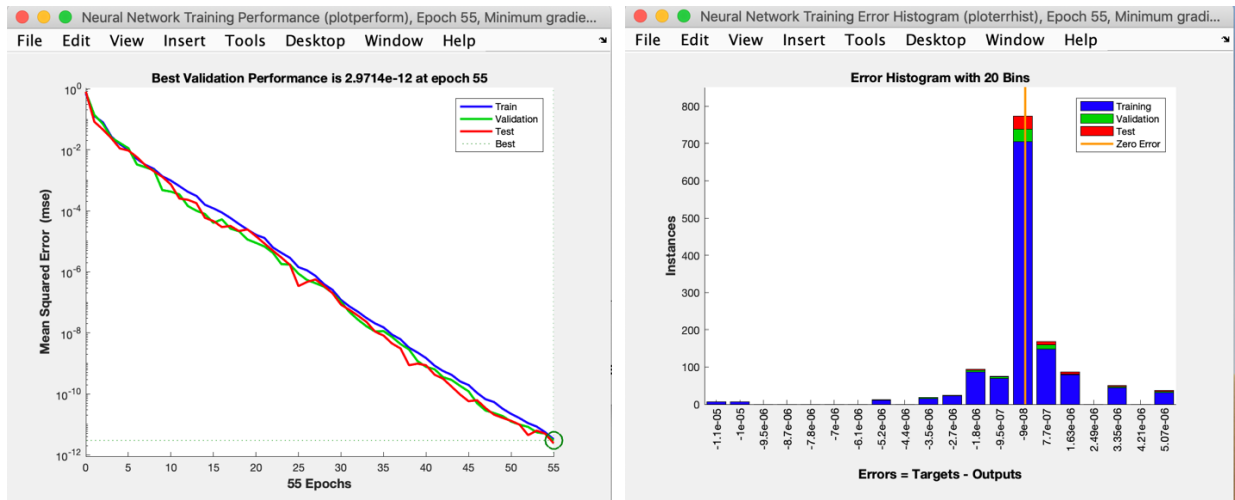 Neural Network Training Performance (plotperform), Epoch 55, Minimum gradie...
File Edit View Insert Tools Desktop Window Help
Best Validation Performance is 2.9714e-12 at epoch 55
Mean Squared Error (mse)
10^0
10^-2
10^-4
10^-6
10^-8
10^-10
10^-12
Train
Validation
Test
Best
0 5 10 15 20 25 30 35 40 45 50 55
55 Epochs
Neural Network Training Error Histogram (ploterrhist), Epoch 55, Minimum gradi...
File Edit View Insert Tools Desktop Window Help
Error Histogram with 20 Bins
Instances
800
700
600
500
400
300
200
100
0
Training
Validation
Test
Zero Error
-1.1e-05
-1e-05
-9.5e-06
-8.7e-06
-7.8e-06
-7e-06
-6.1e-06
-5.2e-06
-4.4e-06
-3.5e-06
-2.7e-06
-1.8e-06
-9.5e-07
-9e-08
7.7e-07
1.63e-06
2.49e-06
3.35e-06
4.21e-06
5.07e-06
Errors = Targets - Outputs